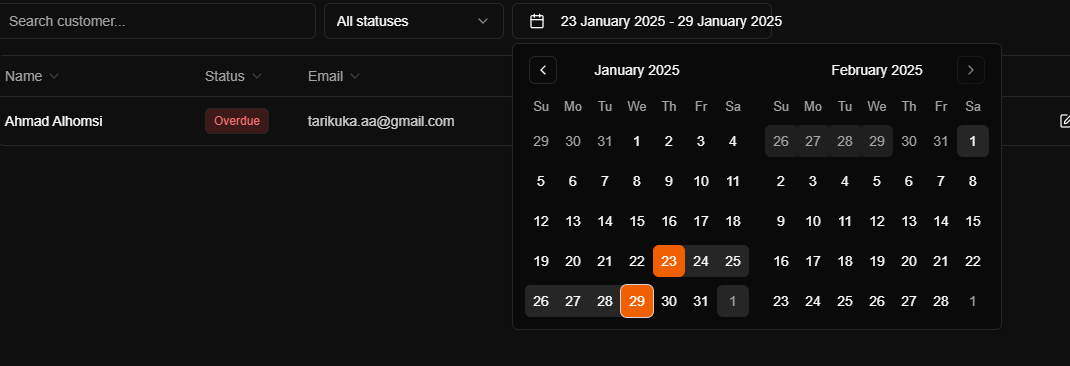 Search customer...
All statuses
23 January 2025 - 29 January 2025
Name
Status
Email
Ahmad Alhomsi
Overdue
tarikuka.aa@gmail.com
January 2025
Su Mo Tu We Th Fr Sa
29 30 31 1 2 3 4
5 6 7 8 9 10 11
12 13 14 15 16 17 18
19 20 21 22 23 24 25
26 27 28 29 30 31 1
February 2025
Su Mo Tu We Th Fr Sa
26 27 28 29 30 31 1
2 3 4 5 6 7 8
9 10 11 12 13 14 15
16 17 18 19 20 21 22
23 24 25 26 27 28 1